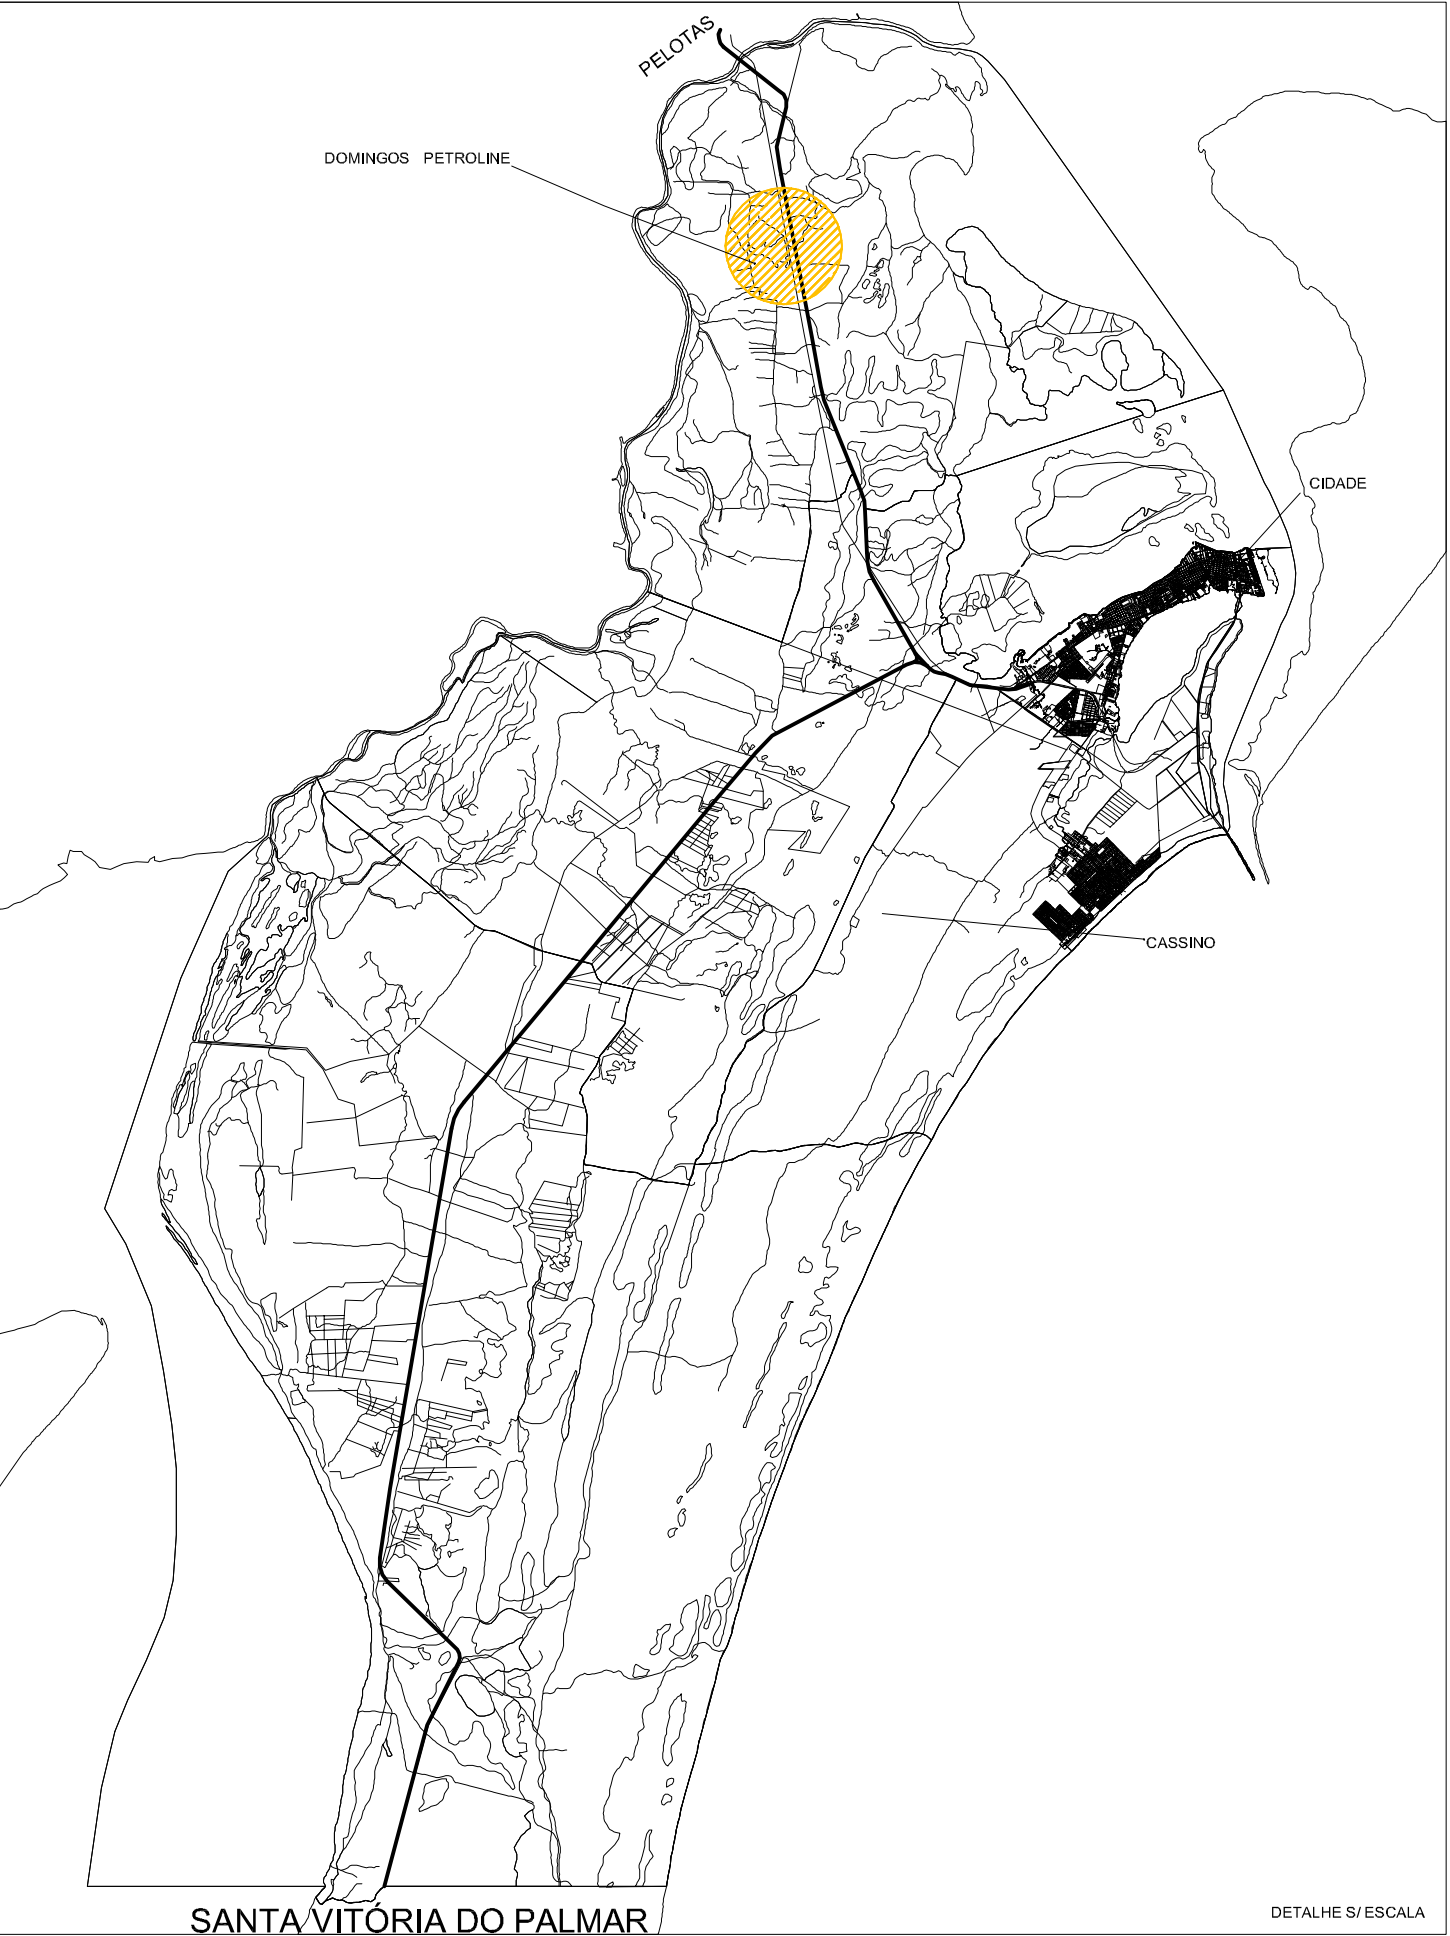 PELOTAS
DOMINGOS PETROLINE
CIDADE
CASSINO
SANTA VITÓRIA DO PALMAR
DETALHE S/ ESCALA